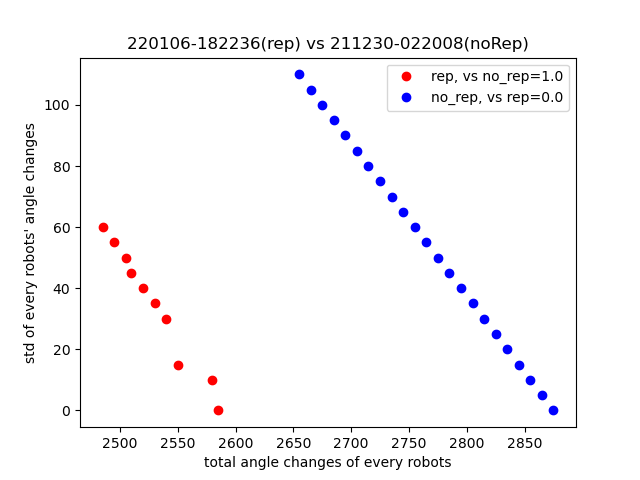 220106-182236(rep) vs 211230-022008(noRep)
rep, vs no_rep=1.0
no_rep, vs rep=0.0
std of every robots' angle changes
100
80
60
40
20
0
2500 2550 2600 2650 2700 2750 2800 2850
total angle changes of every robots